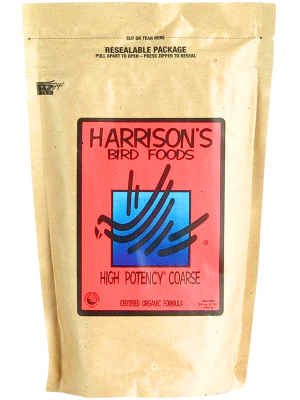 CUT OR TEAR HERE
RESEALABLE PACKAGE
PULL APART TO OPEN – PRESS ZIPPER TO RESEAL
HARRISON'S
BIRD FOODS
®
HIGH POTENCY COARSE
CERTIFIED ORGANIC FORMULA